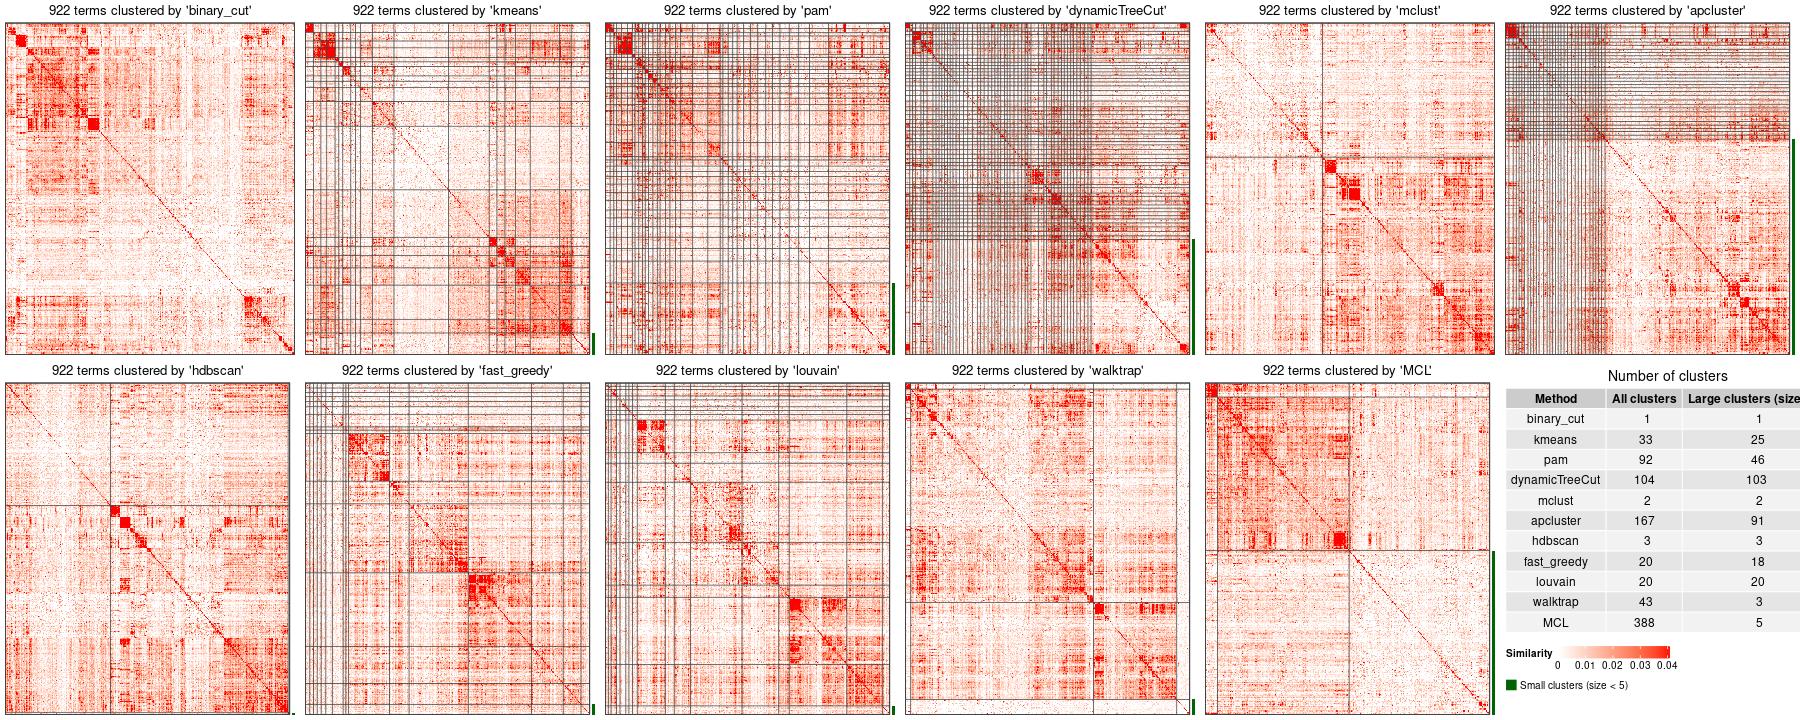 922 terms clustered by 'binary_cut'
922 terms clustered by 'kmeans'
922 terms clustered by 'pam'
922 terms clustered by 'dynamicTreeCut'
922 terms clustered by 'mclust'
922 terms clustered by 'apcluster'
922 terms clustered by 'hdbscan'
922 terms clustered by 'fast_greedy'
922 terms clustered by 'louvain'
922 terms clustered by 'walktrap'
922 terms clustered by 'MCL'
Number of clusters
Method All clusters Large clusters (size
binary_cut 1 1
kmeans 33 25
pam 92 46
dynamicTreeCut 104 103
mclust 2 2
apcluster 167 91
hdbscan 3 3
fast_greedy 20 18
louvain 20 20
walktrap 43 3
MCL 388 5
Similarity
0 0.01 0.02 0.03 0.04
Small clusters (size < 5)